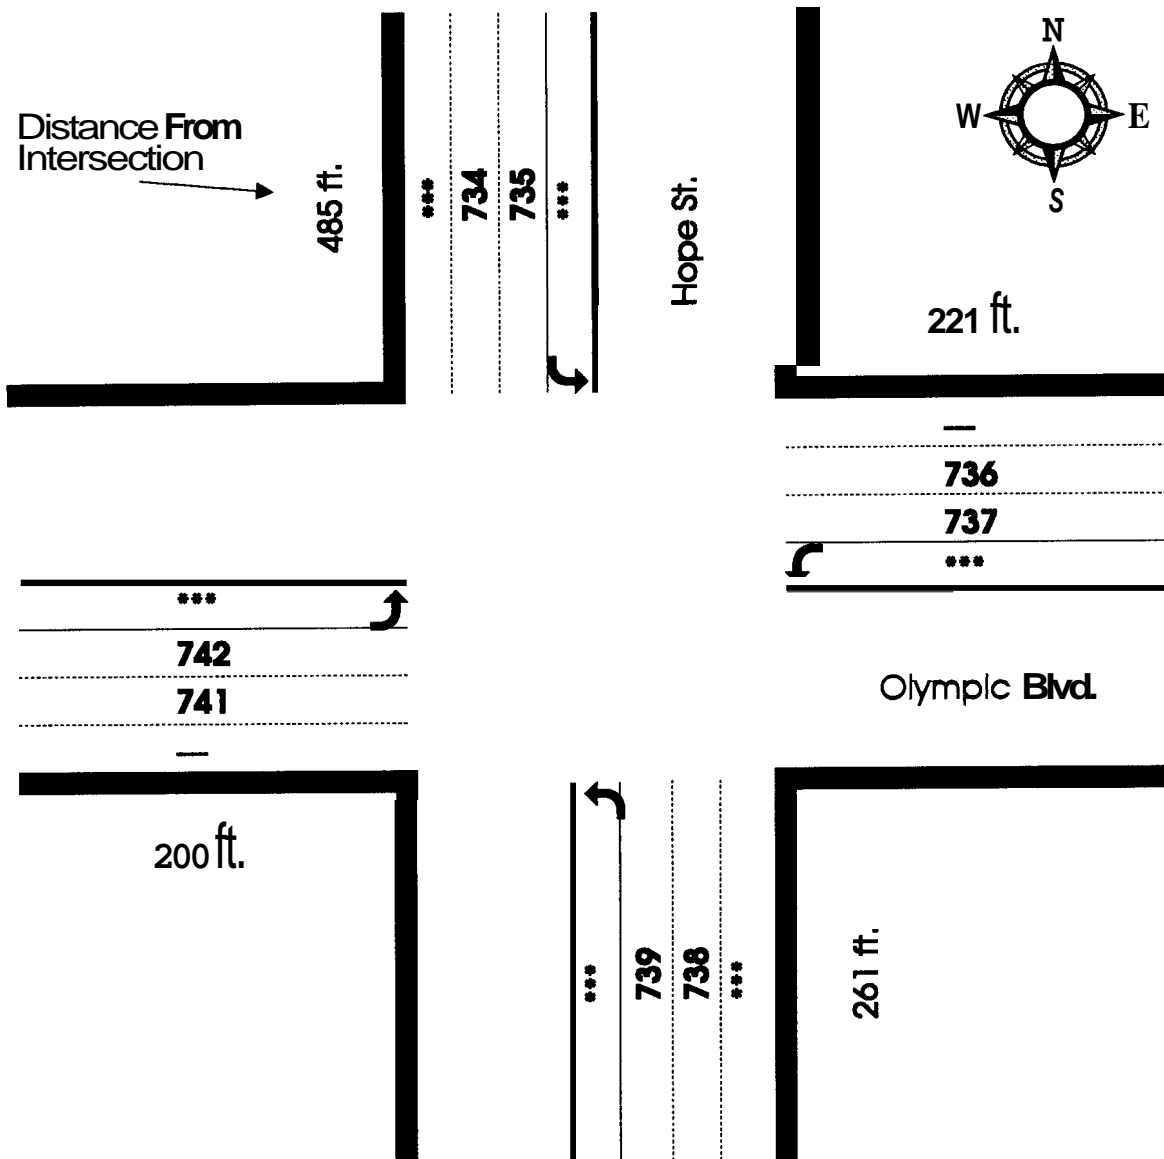 N
W
E
S
Distance From
Intersection
485 ft.
***
734
735
***
Hope St.
221 ft.
—
736
737
***
***
742
741
—
Olympic Blvd.
200 ft.
***
739
738
***
261 ft.